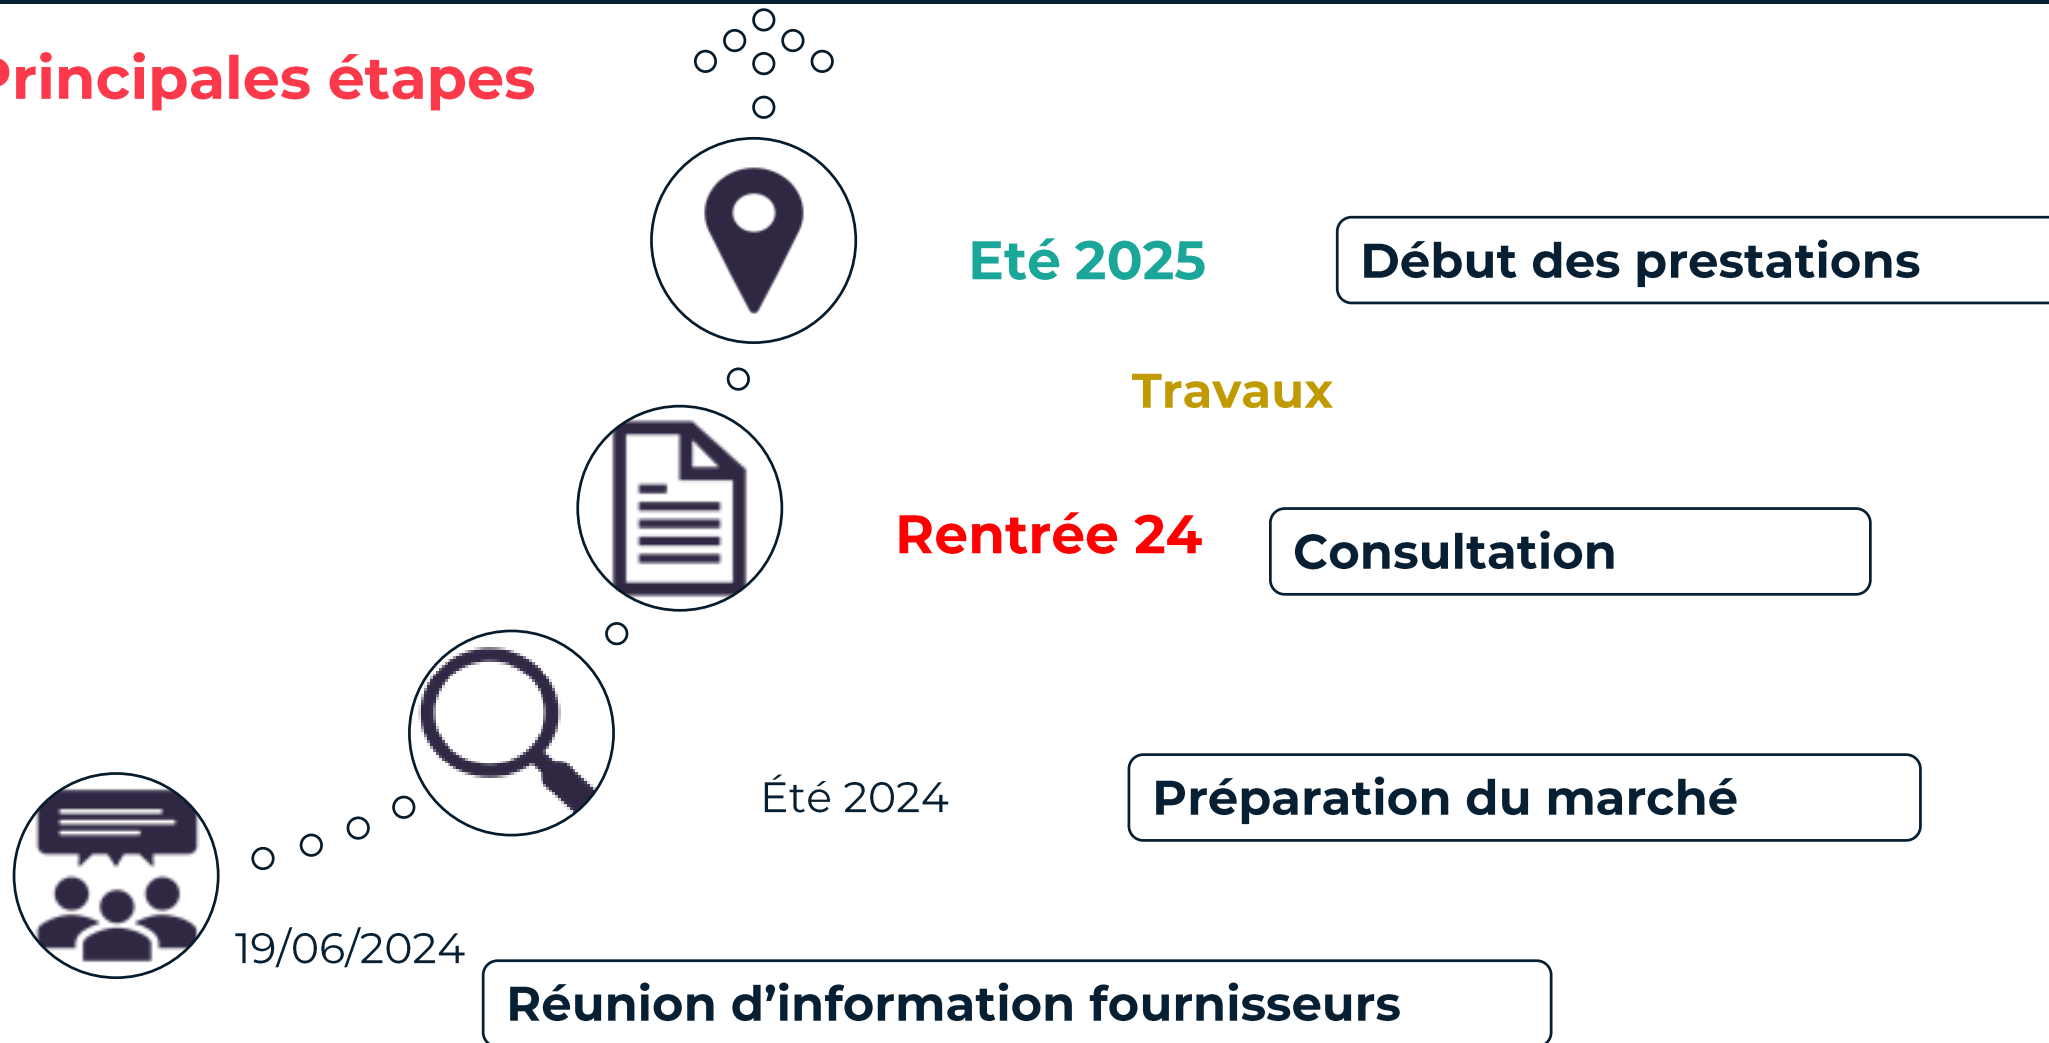 Principales étapes
Eté 2025
Début des prestations
Travaux
Rentrée 24
Consultation
Été 2024
Préparation du marché
19/06/2024
Réunion d’information fournisseurs